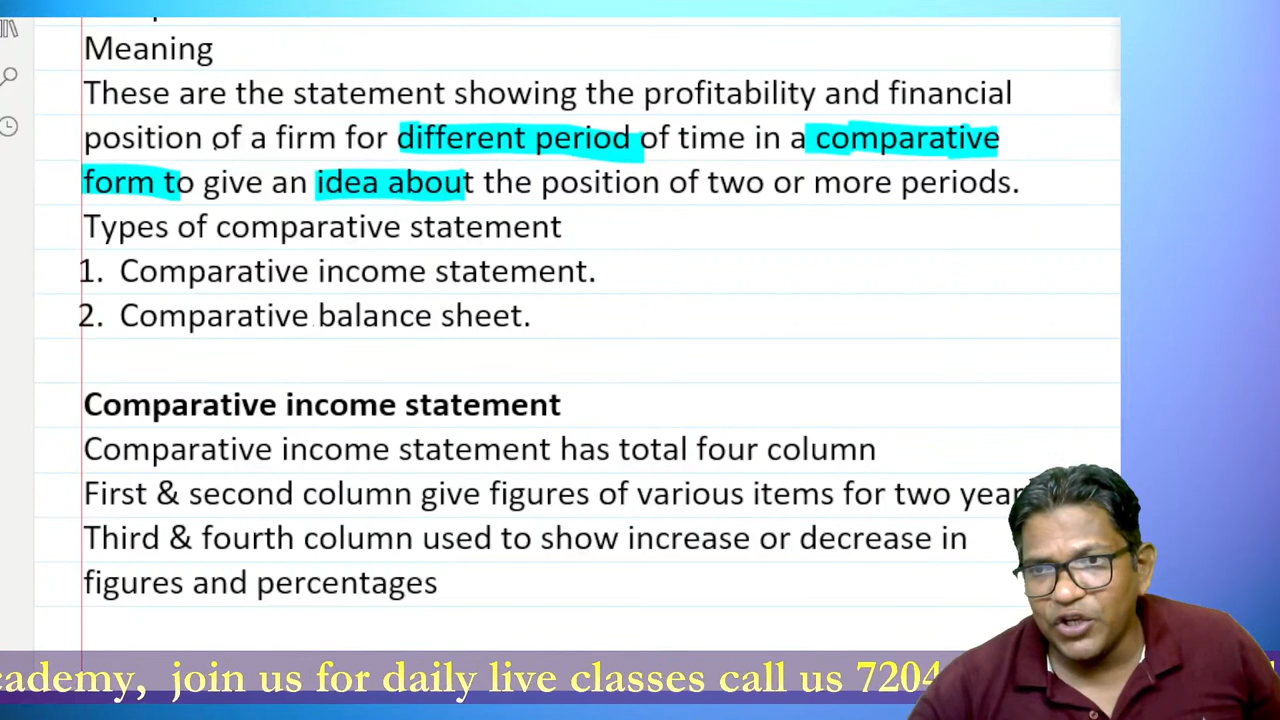 Meaning
These are the statement showing the profitability and financial
position of a firm for different period of time in a comparative
form to give an idea about the position of two or more periods.
Types of comparative statement
1. Comparative income statement.
2. Comparative balance sheet.
Comparative income statement
Comparative income statement has total four column
First & second column give figures of various items for two year
Third & fourth column used to show increase or decrease in
figures and percentages
cademy, join us for daily live classes call us 7204